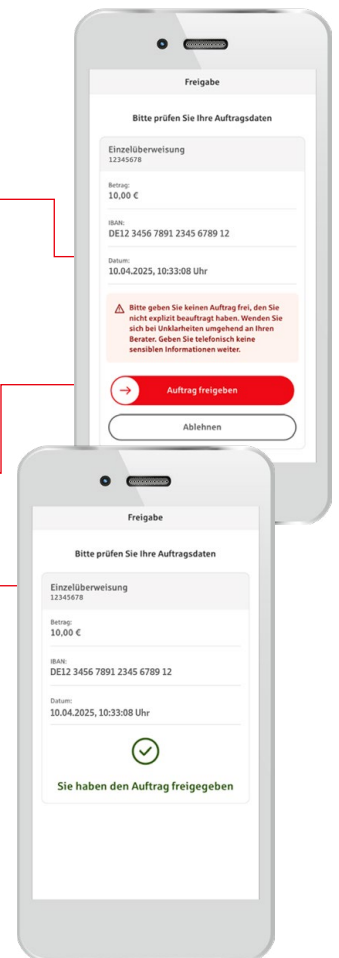 Freigabe
Bitte prüfen Sie Ihre Auftragsdaten
Einzelüberweisung
12345678
Betrag:
10,00 €
IBAN:
DE12 3456 7891 2345 6789 12
Datum:
10.04.2025, 10:33:08 Uhr
Bitte geben Sie keinen Auftrag frei, den Sie
nicht explizit beauftragt haben. Wenden Sie
sich bei Unklarheiten umgehend an Ihren
Berater. Geben Sie telefonisch keine
sensiblen Informationen weiter.
Auftrag freigeben
Ablehnen
Freigabe
Bitte prüfen Sie Ihre Auftragsdaten
Einzelüberweisung
12345678
Betrag:
10,00 €
IBAN:
DE12 3456 7891 2345 6789 12
Datum:
10.04.2025, 10:33:08 Uhr
Sie haben den Auftrag freigegeben